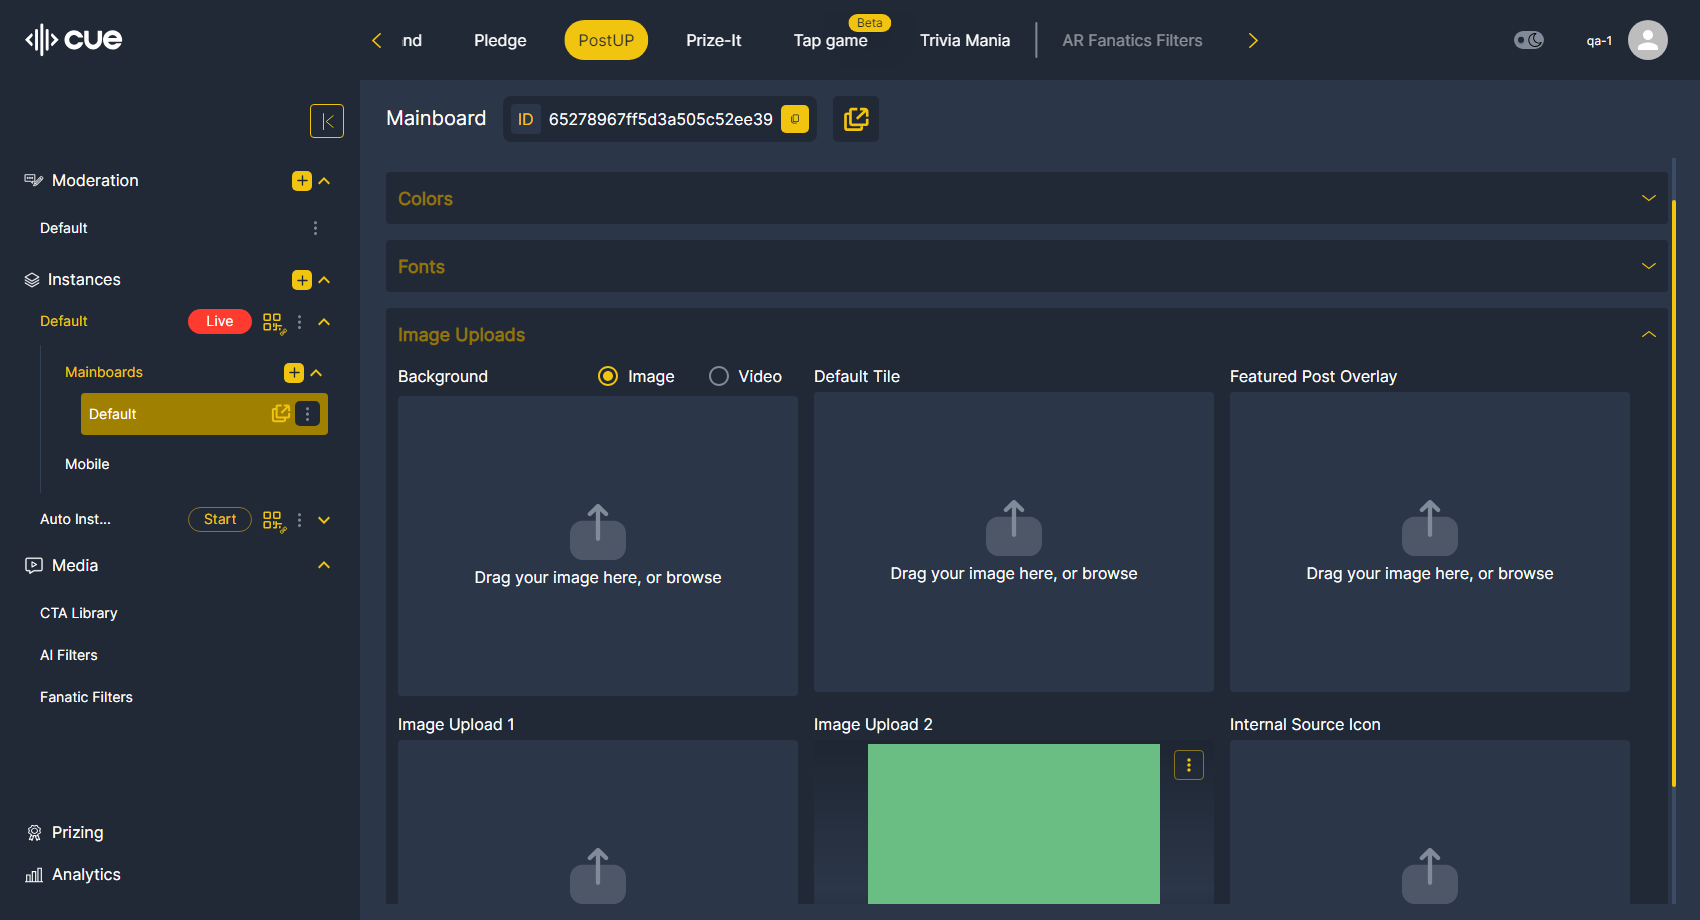 cue
Pledge
PostUP
Prize-It
Tap game
Beta
Trivia Mania
AR Fanatics Filters
qa-1
Mainboard
ID
65278967ff5d3a505c52ee39
Moderation
Default
Instances
Default
Live
Mainboards
Default
Mobile
Auto Inst...
Start
Media
CTA Library
AI Filters
Fanatic Filters
Prizing
Analytics
Colors
Fonts
Image Uploads
Background
Image
Video
Default Tile
Featured Post Overlay
Drag your image here, or browse
Drag your image here, or browse
Drag your image here, or browse
Image Upload 1
Image Upload 2
Internal Source Icon